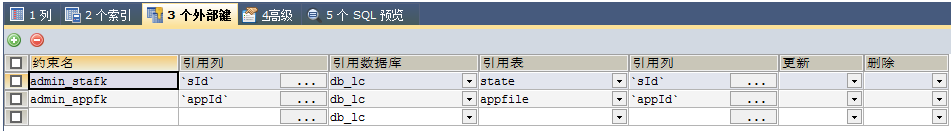 1 列 2 个索引 3 个外部键 4高级 5 个 SQL 预览
约束名 引用列 引用数据库 引用表 引用列 更新 删除
admin_stafk `sId` ... db_lc state `sId` ...
admin_appfk `appId` ... db_lc appfile `appId` ...
... db_lc ...